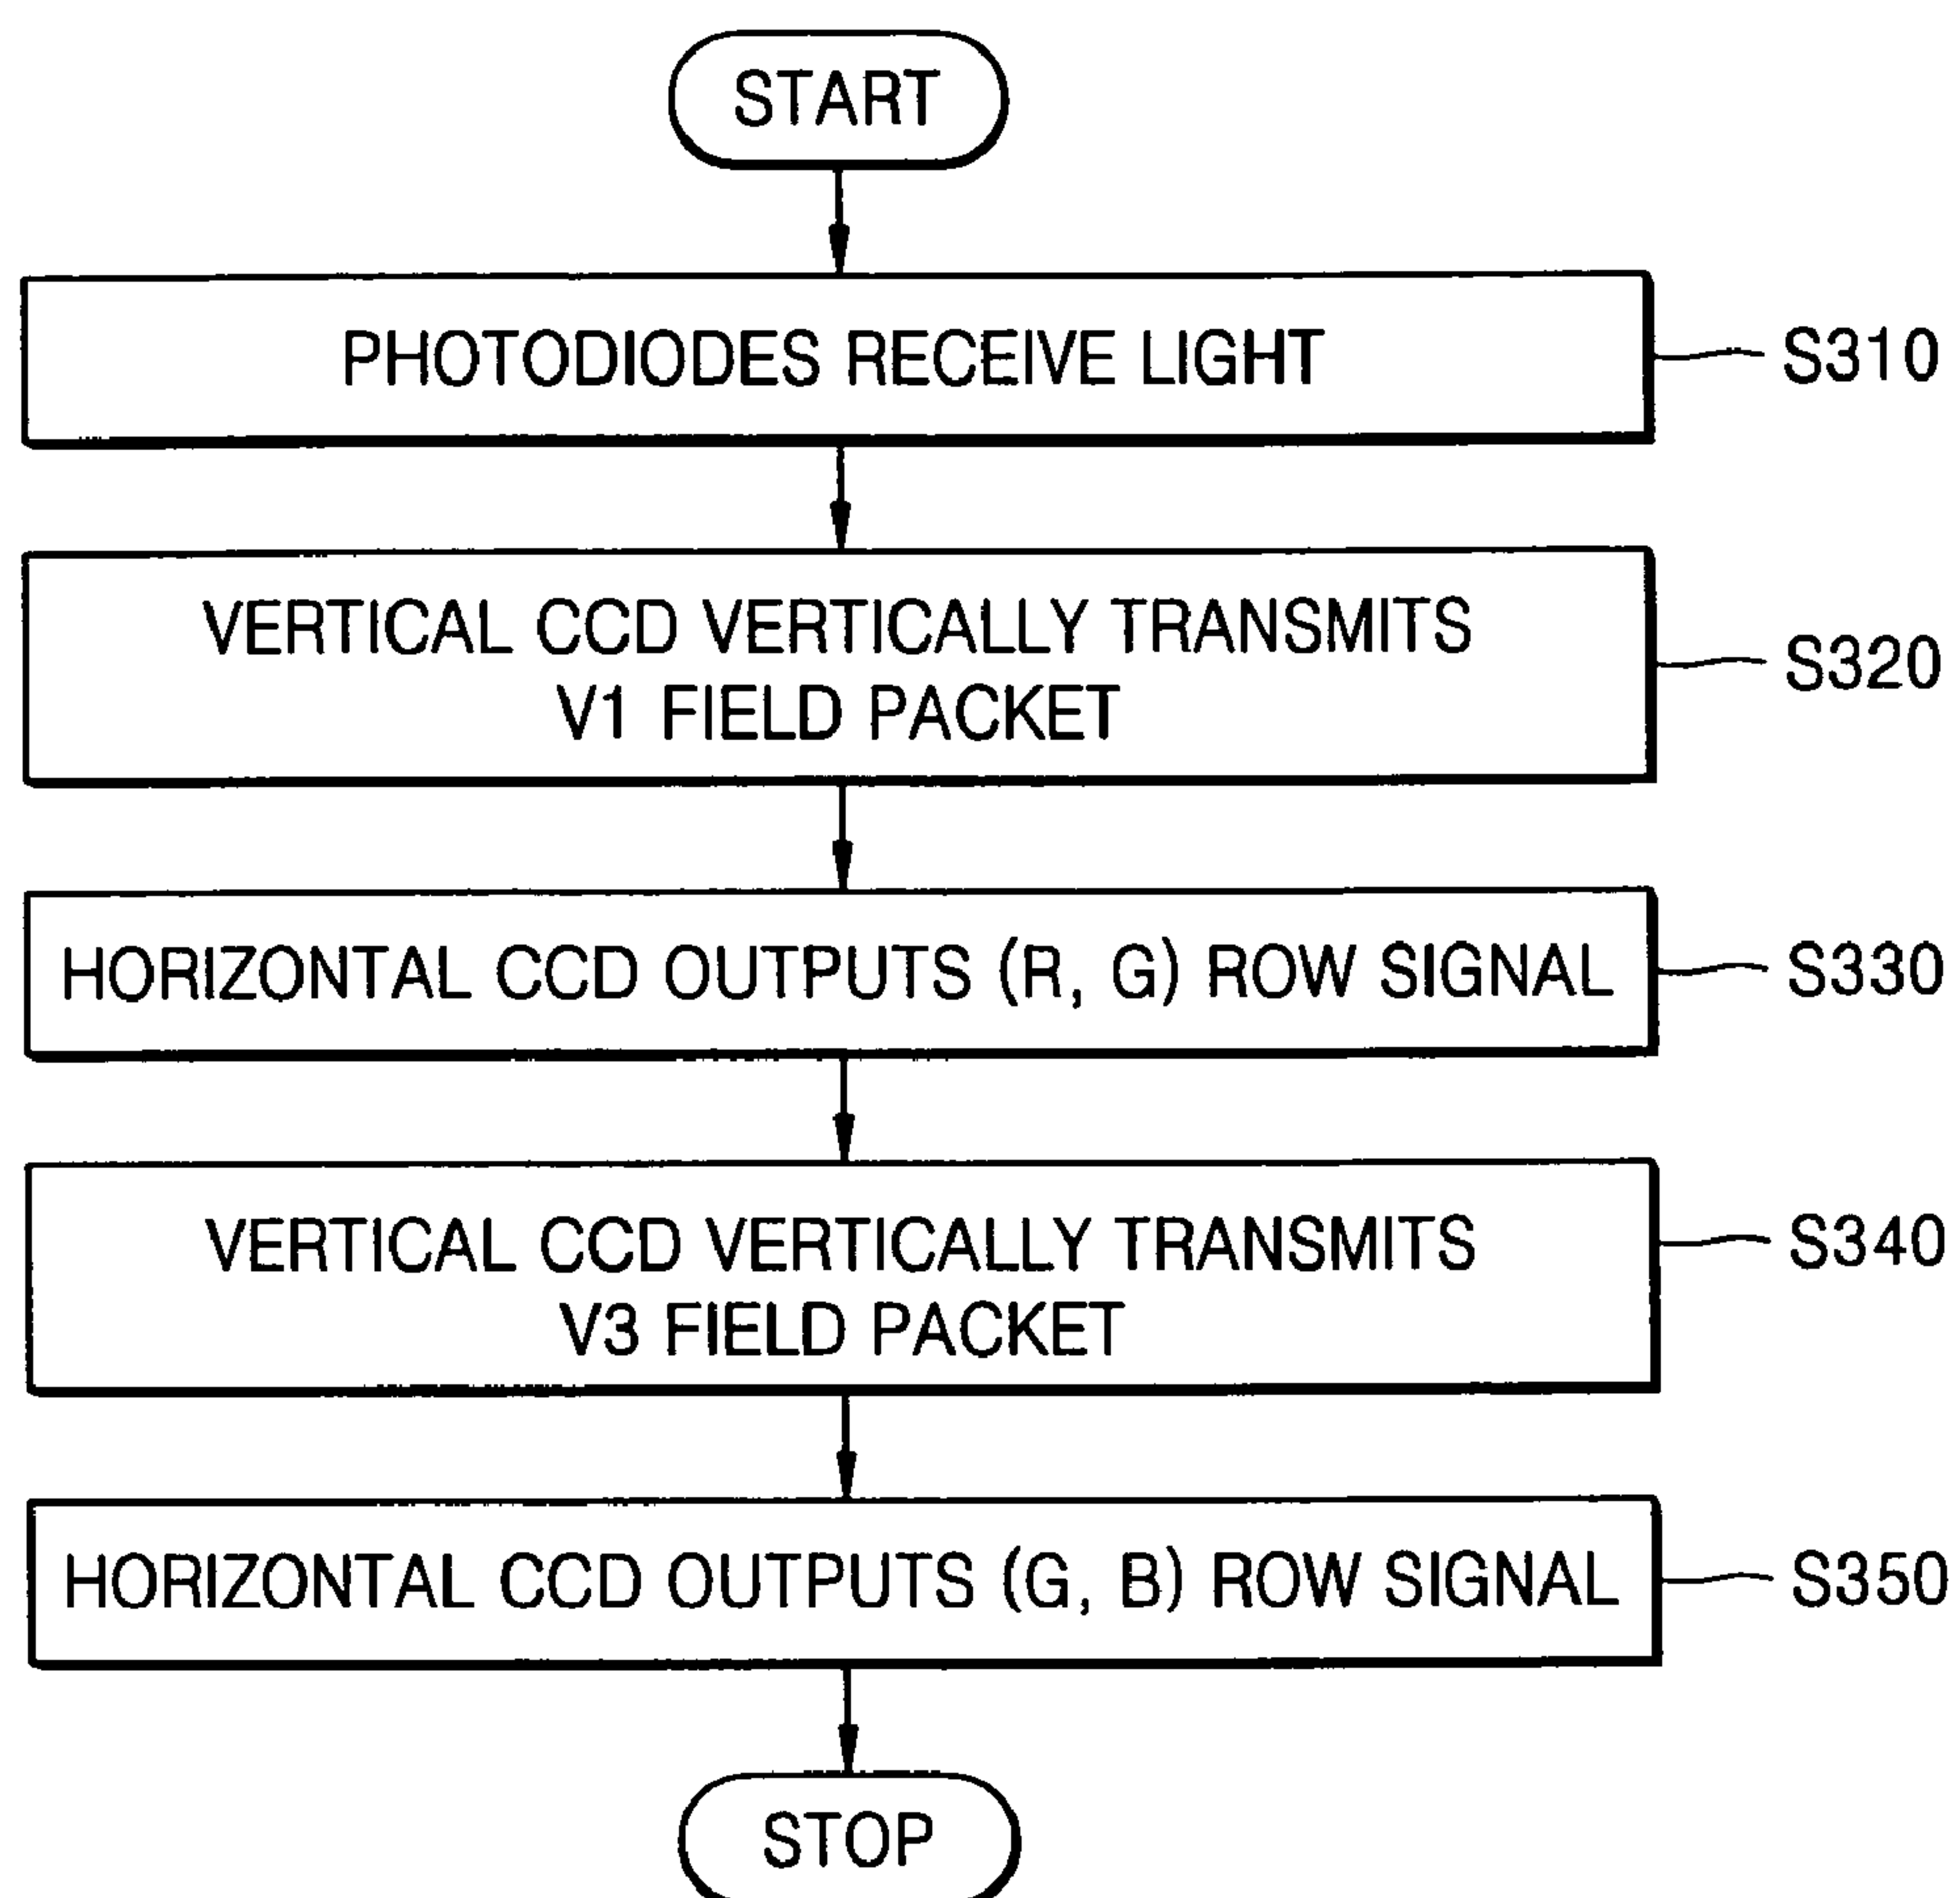 START
PHOTODIODES RECEIVE LIGHT
S310
VERTICAL CCD VERTICALLY TRANSMITS
V1 FIELD PACKET
S320
HORIZONTAL CCD OUTPUTS (R, G) ROW SIGNAL
S330
VERTICAL CCD VERTICALLY TRANSMITS
V3 FIELD PACKET
S340
HORIZONTAL CCD OUTPUTS (G, B) ROW SIGNAL
S350
STOP